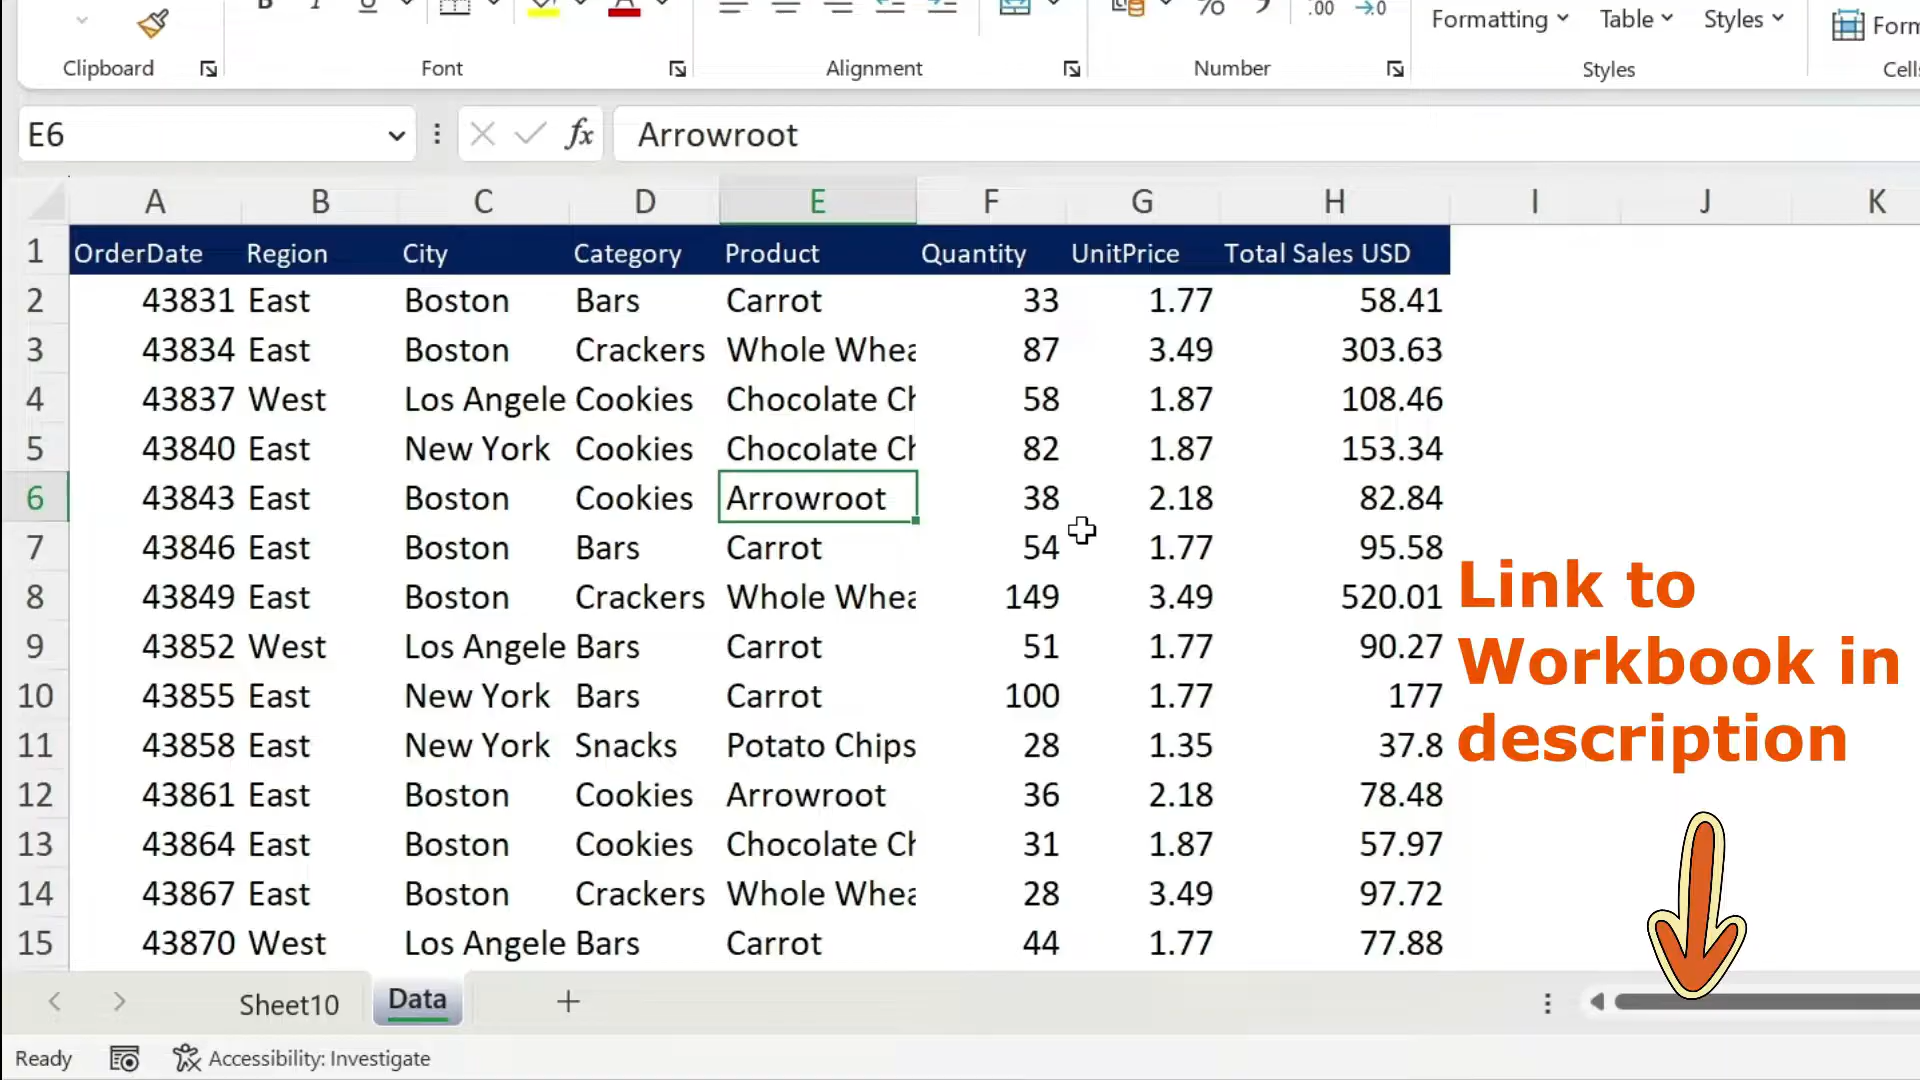 Formatting Table Styles
Clipboard Font Alignment Number Styles
E6 fx Arrowroot
A B C D E F G H I J K
1 OrderDate Region City Category Product Quantity UnitPrice Total Sales USD
2 43831 East Boston Bars Carrot 33 1.77 58.41
3 43834 East Boston Crackers Whole Whea 87 3.49 303.63
4 43837 West Los Angele Cookies Chocolate Ch 58 1.87 108.46
5 43840 East New York Cookies Chocolate Ch 82 1.87 153.34
6 43843 East Boston Cookies Arrowroot 38 2.18 82.84
7 43846 East Boston Bars Carrot 54 1.77 95.58
8 43849 East Boston Crackers Whole Whea 149 3.49 520.01
9 43852 West Los Angele Bars Carrot 51 1.77 90.27
10 43855 East New York Bars Carrot 100 1.77 177
11 43858 East New York Snacks Potato Chips 28 1.35 37.8
12 43861 East Boston Cookies Arrowroot 36 2.18 78.48
13 43864 East Boston Cookies Chocolate Ch 31 1.87 57.97
14 43867 East Boston Crackers Whole Whea 28 3.49 97.72
15 43870 West Los Angele Bars Carrot 44 1.77 77.88
Link to
Workbook in
description
Sheet10 Data +
Ready Accessibility: Investigate